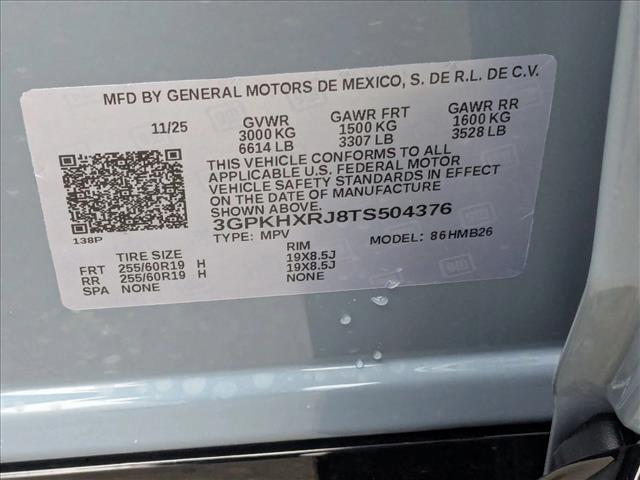 MFD BY GENERAL MOTORS DE MEXICO, S. DE R.L. DE C.V.
11/25 GVWR GAWR FRT GAWR RR
3000 KG 1500 KG 1600 KG
6614 LB 3307 LB 3528 LB
THIS VEHICLE CONFORMS TO ALL
APPLICABLE U.S. FEDERAL MOTOR
VEHICLE SAFETY STANDARDS IN EFFECT
ON THE DATE OF MANUFACTURE
SHOWN ABOVE.
3GPKHXRJ8TS504376
138P TYPE: MPV MODEL: 86HMB26
TIRE SIZE RIM
FRT 255/60R19 H 19X8.5J
RR 255/60R19 H 19X8.5J
SPA NONE NONE